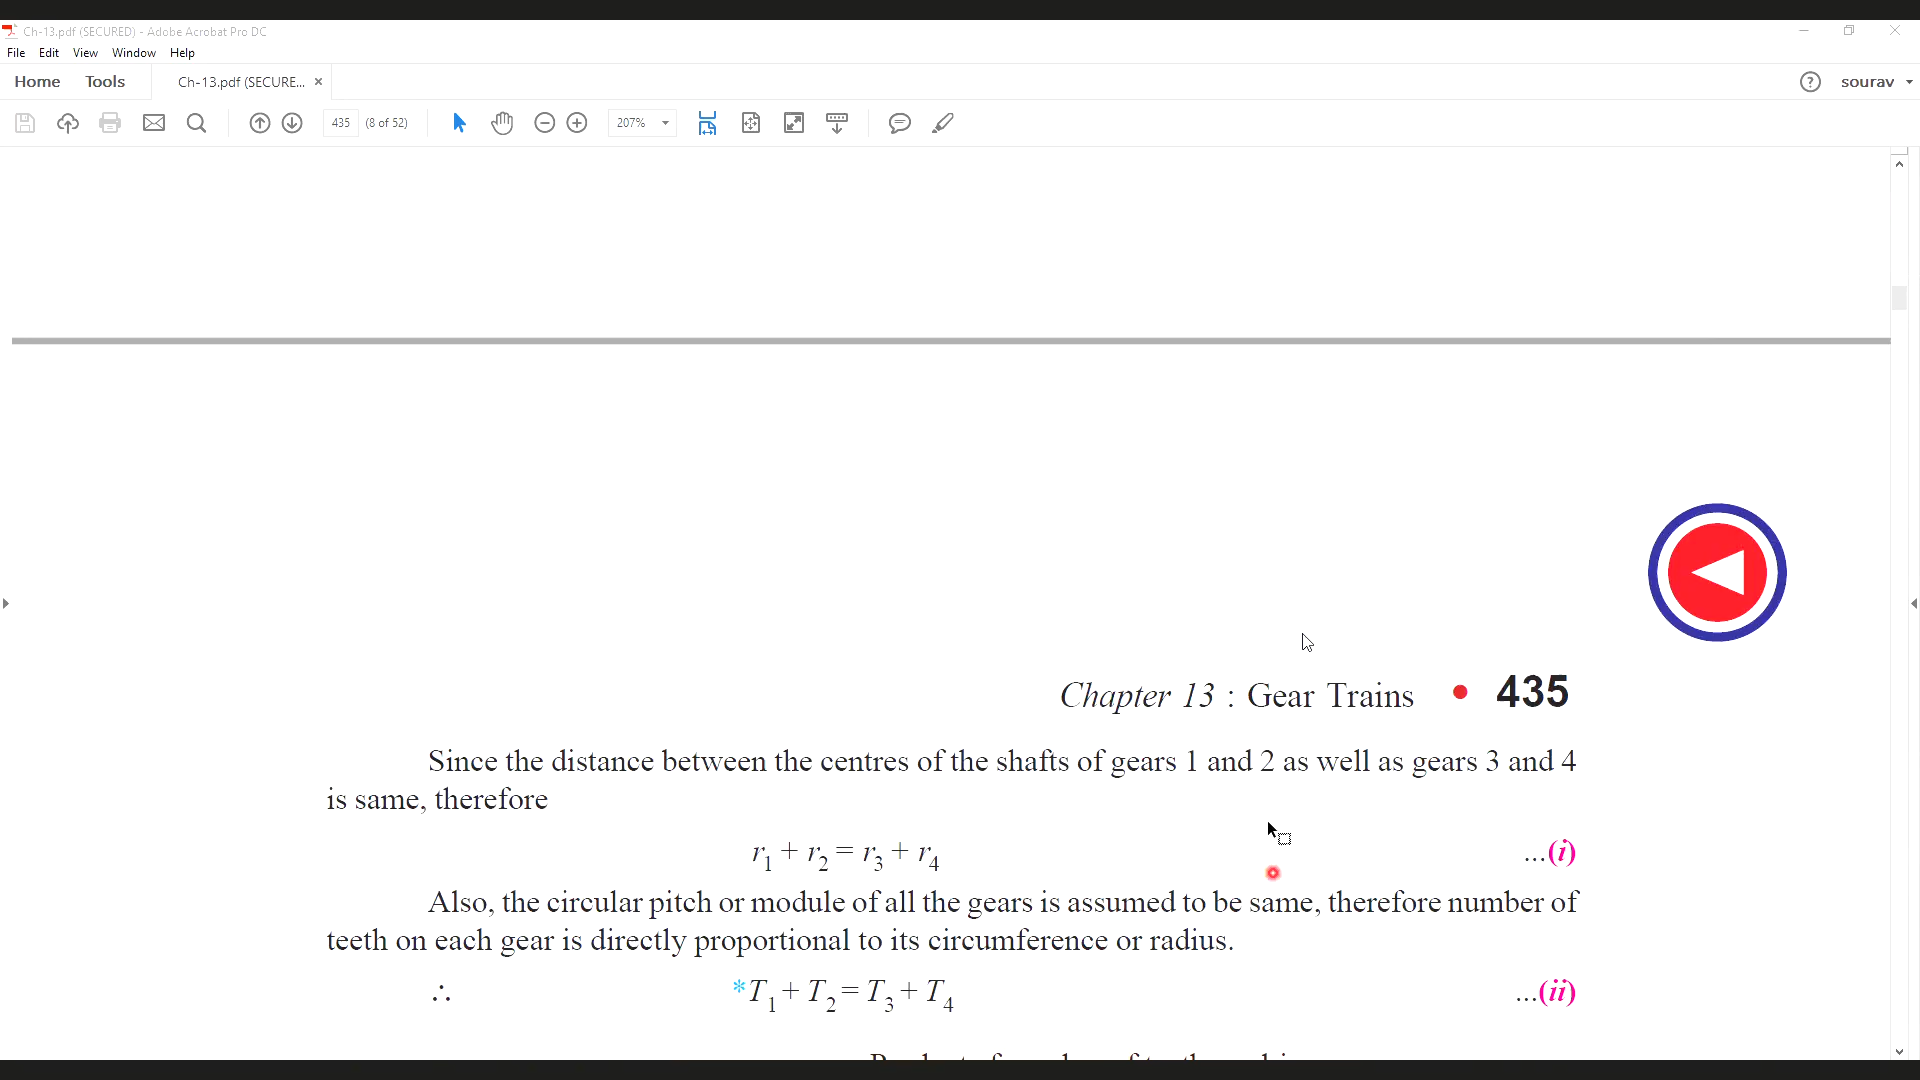 Ch-13.pdf (SECURED) - Adobe Acrobat Pro DC
File Edit View Window Help
Home Tools Ch-13.pdf (SECURE... × ? sourav
435 (8 of 52) 207%
Chapter 13 : Gear Trains • 435
Since the distance between the centres of the shafts of gears 1 and 2 as well as gears 3 and 4
is same, therefore
r₁ + r₂ = r₃ + r₄ ...(i)
Also, the circular pitch or module of all the gears is assumed to be same, therefore number of
teeth on each gear is directly proportional to its circumference or radius.
∴ *T₁ + T₂ = T₃ + T₄ ...(ii)